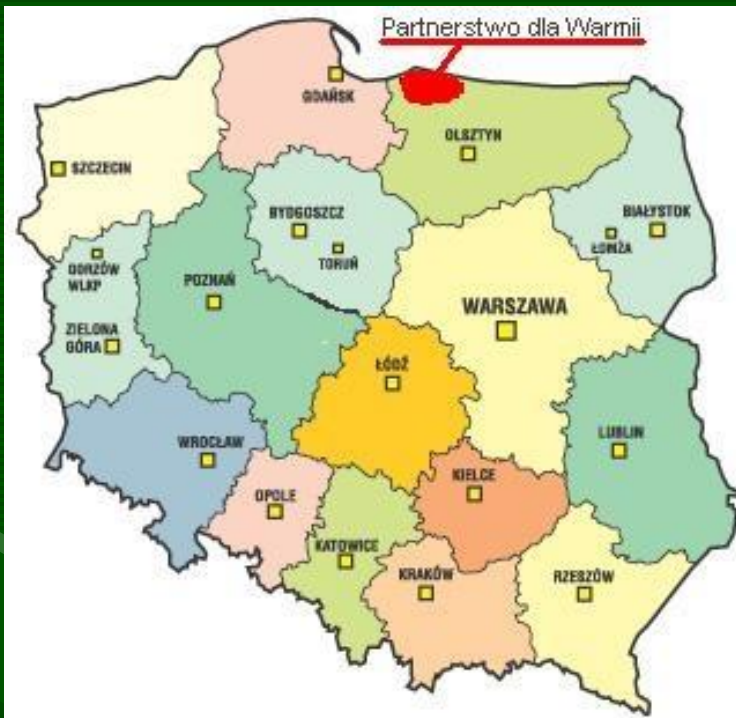 Partnerstwo dla Warmii
GDAŃSK
OLSZTYN
SZCZECIN
BYDGOSZCZ
TORUŃ
BIAŁYSTOK
ŁOMŻA
GORZÓW
WLKP
POZNAŃ
WARSZAWA
ZIELONA
GÓRA
ŁÓDŹ
LUBLIN
WROCŁAW
KIELCE
OPOLE
KATOWICE
KRAKÓW
RZESZÓW